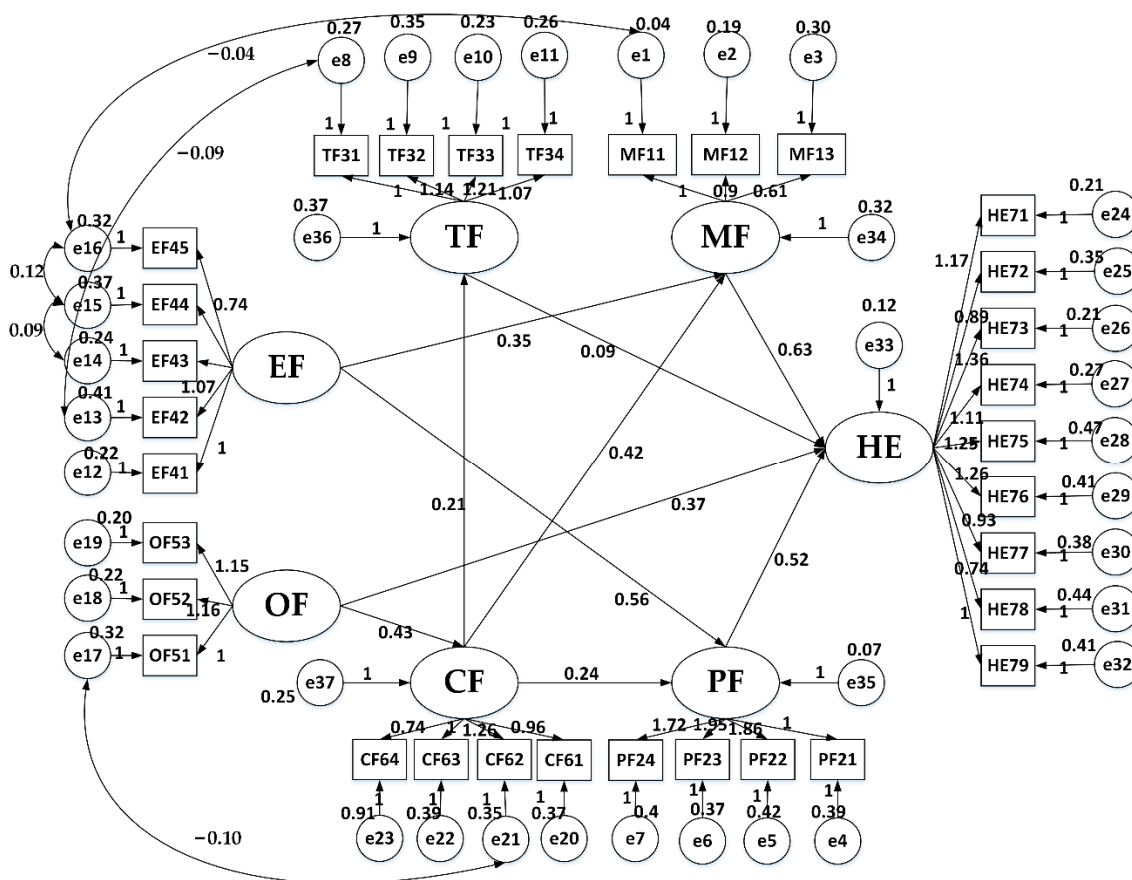 0.27 0.35 0.23 0.26 0.04 0.19 0.30
−0.04
e8 e9 e10 e11 e1 e2 e3
1 1 1 1 1 1 1
−0.09
TF31 TF32 TF33 TF34 MF11 MF12 MF13
1 1.14 1.21 1.07 1 0.9 0.61
0.37 0.32
e36 1 TF MF 1 e34
0.32
e16 1 EF45
0.12
0.37
e15 1 EF44 0.74
0.09
0.24
e14 1 EF43
EF
0.41 1.07
e13 1 EF42
0.22 1
e12 1 EF41
0.35 0.09 0.63
0.12
e33
1
HE
0.42
0.21 0.37
0.52
0.56
0.21
HE71 1 e24
1.17
0.35
HE72 1 e25
0.89
0.21
HE73 1 e26
1.36
0.27
HE74 1 e27
1.11
0.47
HE75 1 e28
1.25
1.26
0.41
HE76 1 e29
0.93
0.38
HE77 1 e30
0.74
0.44
HE78 1 e31
1
0.41
HE79 1 e32
0.20
e19 1 OF53
1.15
0.22
e18 1 OF52
OF
1.16
0.32
e17 1 OF51 1
0.43
0.07
e37 1 CF 0.24 PF 1 e35
0.25
0.74 1 1.26 0.96 1.72 1.95 1.86 1
CF64 CF63 CF62 CF61 PF24 PF23 PF22 PF21
1 1 1 1 1 1 1 1
0.91 0.39 0.35 0.37 0.4 0.37 0.42 0.39
e23 e22 e21 e20 e7 e6 e5 e4
−0.10